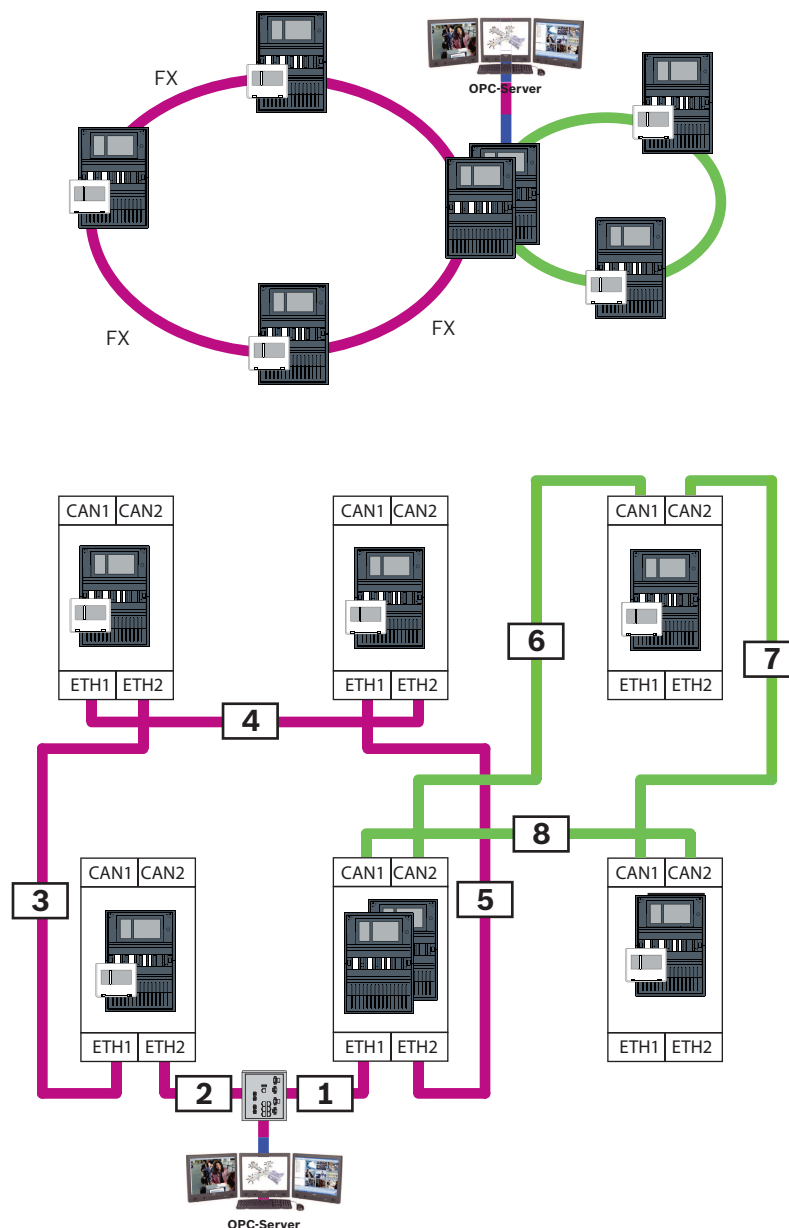 FX
OPC-Server
FX
FX
CAN1 CAN2
CAN1 CAN2
CAN1 CAN2
6
7
ETH1 ETH2
ETH1 ETH2
ETH1 ETH2
4
8
CAN1 CAN2
CAN1 CAN2
CAN1 CAN2
3
5
ETH1 ETH2
ETH1 ETH2
ETH1 ETH2
2
1
OPC-Server